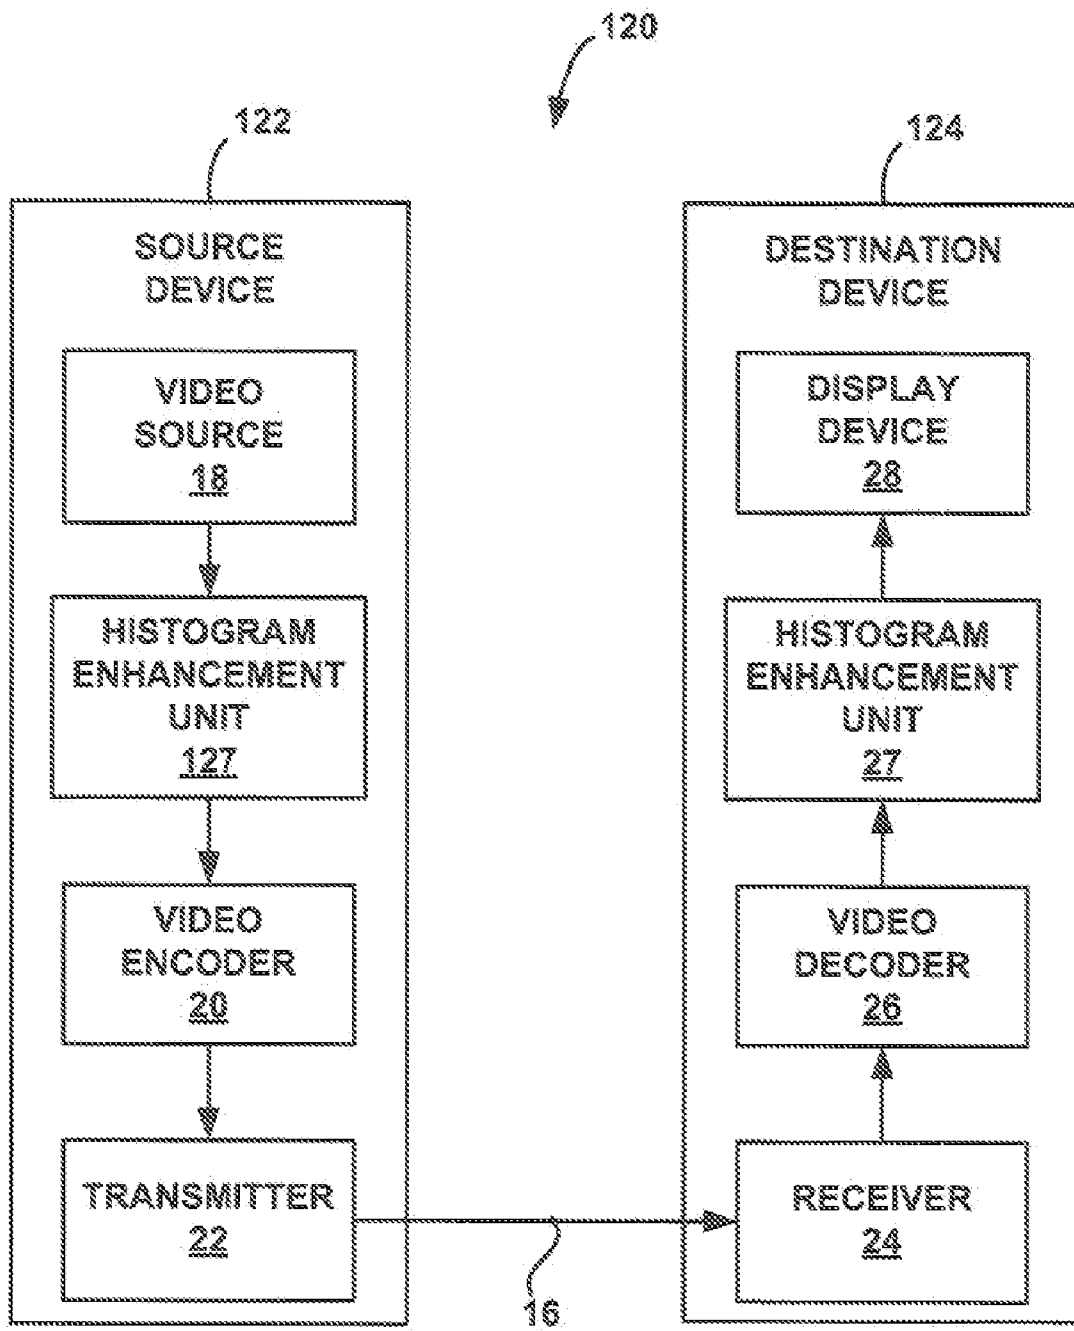 120
122
SOURCE
DEVICE
VIDEO
SOURCE
18
HISTOGRAM
ENHANCEMENT
UNIT
127
VIDEO
ENCODER
20
TRANSMITTER
22
16
124
DESTINATION
DEVICE
DISPLAY
DEVICE
28
HISTOGRAM
ENHANCEMENT
UNIT
27
VIDEO
DECODER
26
RECEIVER
24